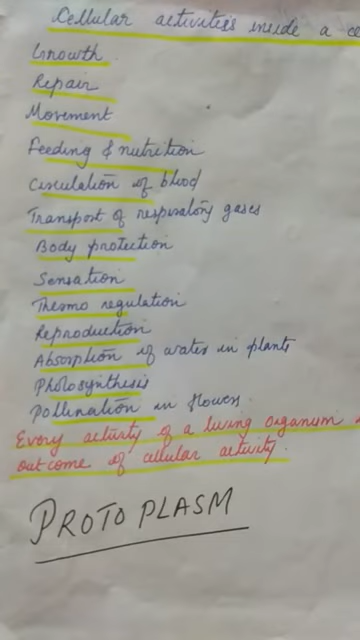 Cellular activities inside a ce
Growth
Repair
Movement
Feeding & nutrition
Circulation of blood
Transport of respiratory gases
Body protection
Sensation
Thermo regulation
Reproduction
Absorption of water in plants
Photosynthesis
Pollination in flowers.
Every activity of a living organism
outcome of cellular activity.
PROTOPLASM